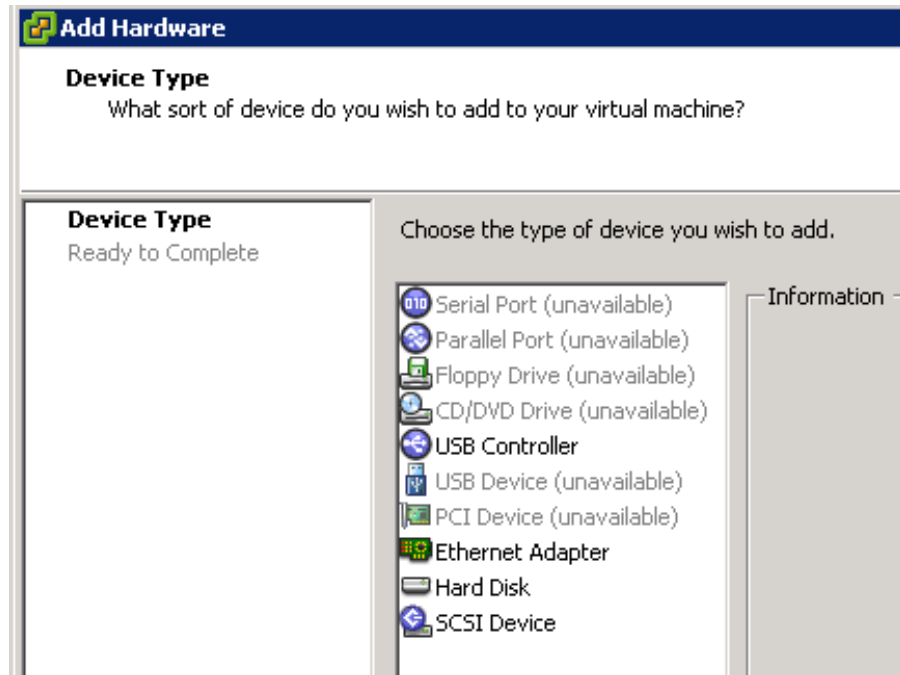 Add Hardware
Device Type
What sort of device do you wish to add to your virtual machine?
Device Type
Ready to Complete
Choose the type of device you wish to add.
Information
Serial Port (unavailable)
Parallel Port (unavailable)
Floppy Drive (unavailable)
CD/DVD Drive (unavailable)
USB Controller
USB Device (unavailable)
PCI Device (unavailable)
Ethernet Adapter
Hard Disk
SCSI Device